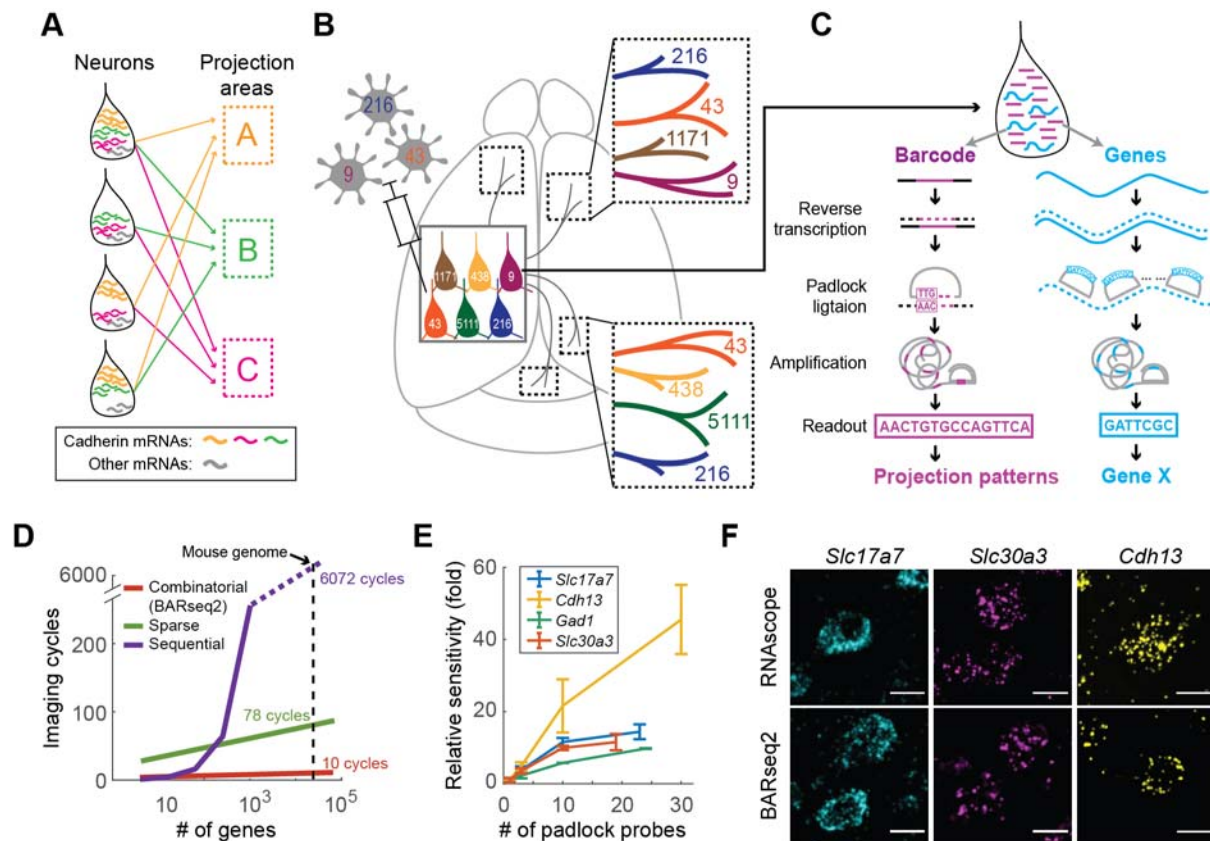 A
Neurons
Projection
areas
A
B
C
Cadherin mRNAs:
Other mRNAs:
B
216
43
9
1171
438
9
43
5111
216
216
43
1171
9
43
438
5111
216
C
Barcode
Genes
Reverse
transcription
Padlock
ligtaion
TTG
AAC
Amplification
Readout
AACTGTGCCAGTTCA
GATTCGC
Projection patterns
Gene X
D
Mouse genome
6000
6072 cycles
Combinatorial
(BARseq2)
Sparse
Sequential
200
100
78 cycles
10 cycles
0
10
10³
10⁵
Imaging cycles
# of genes
E
60
40
20
0
Slc17a7
Cdh13
Gad1
Slc30a3
0
10
20
30
Relative sensitivity (fold)
# of padlock probes
F
Slc17a7
Slc30a3
Cdh13
RNAscope
BARseq2